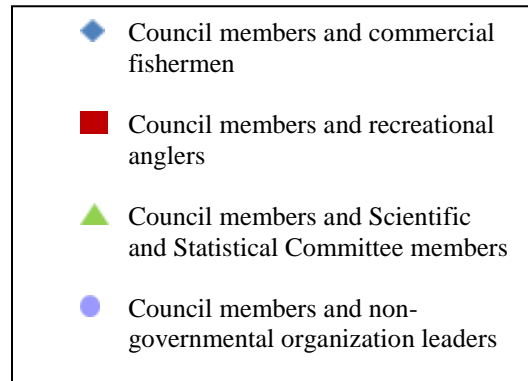 Council members and commercial
fishermen
Council members and recreational
anglers
Council members and Scientific
and Statistical Committee members
Council members and non-
governmental organization leaders